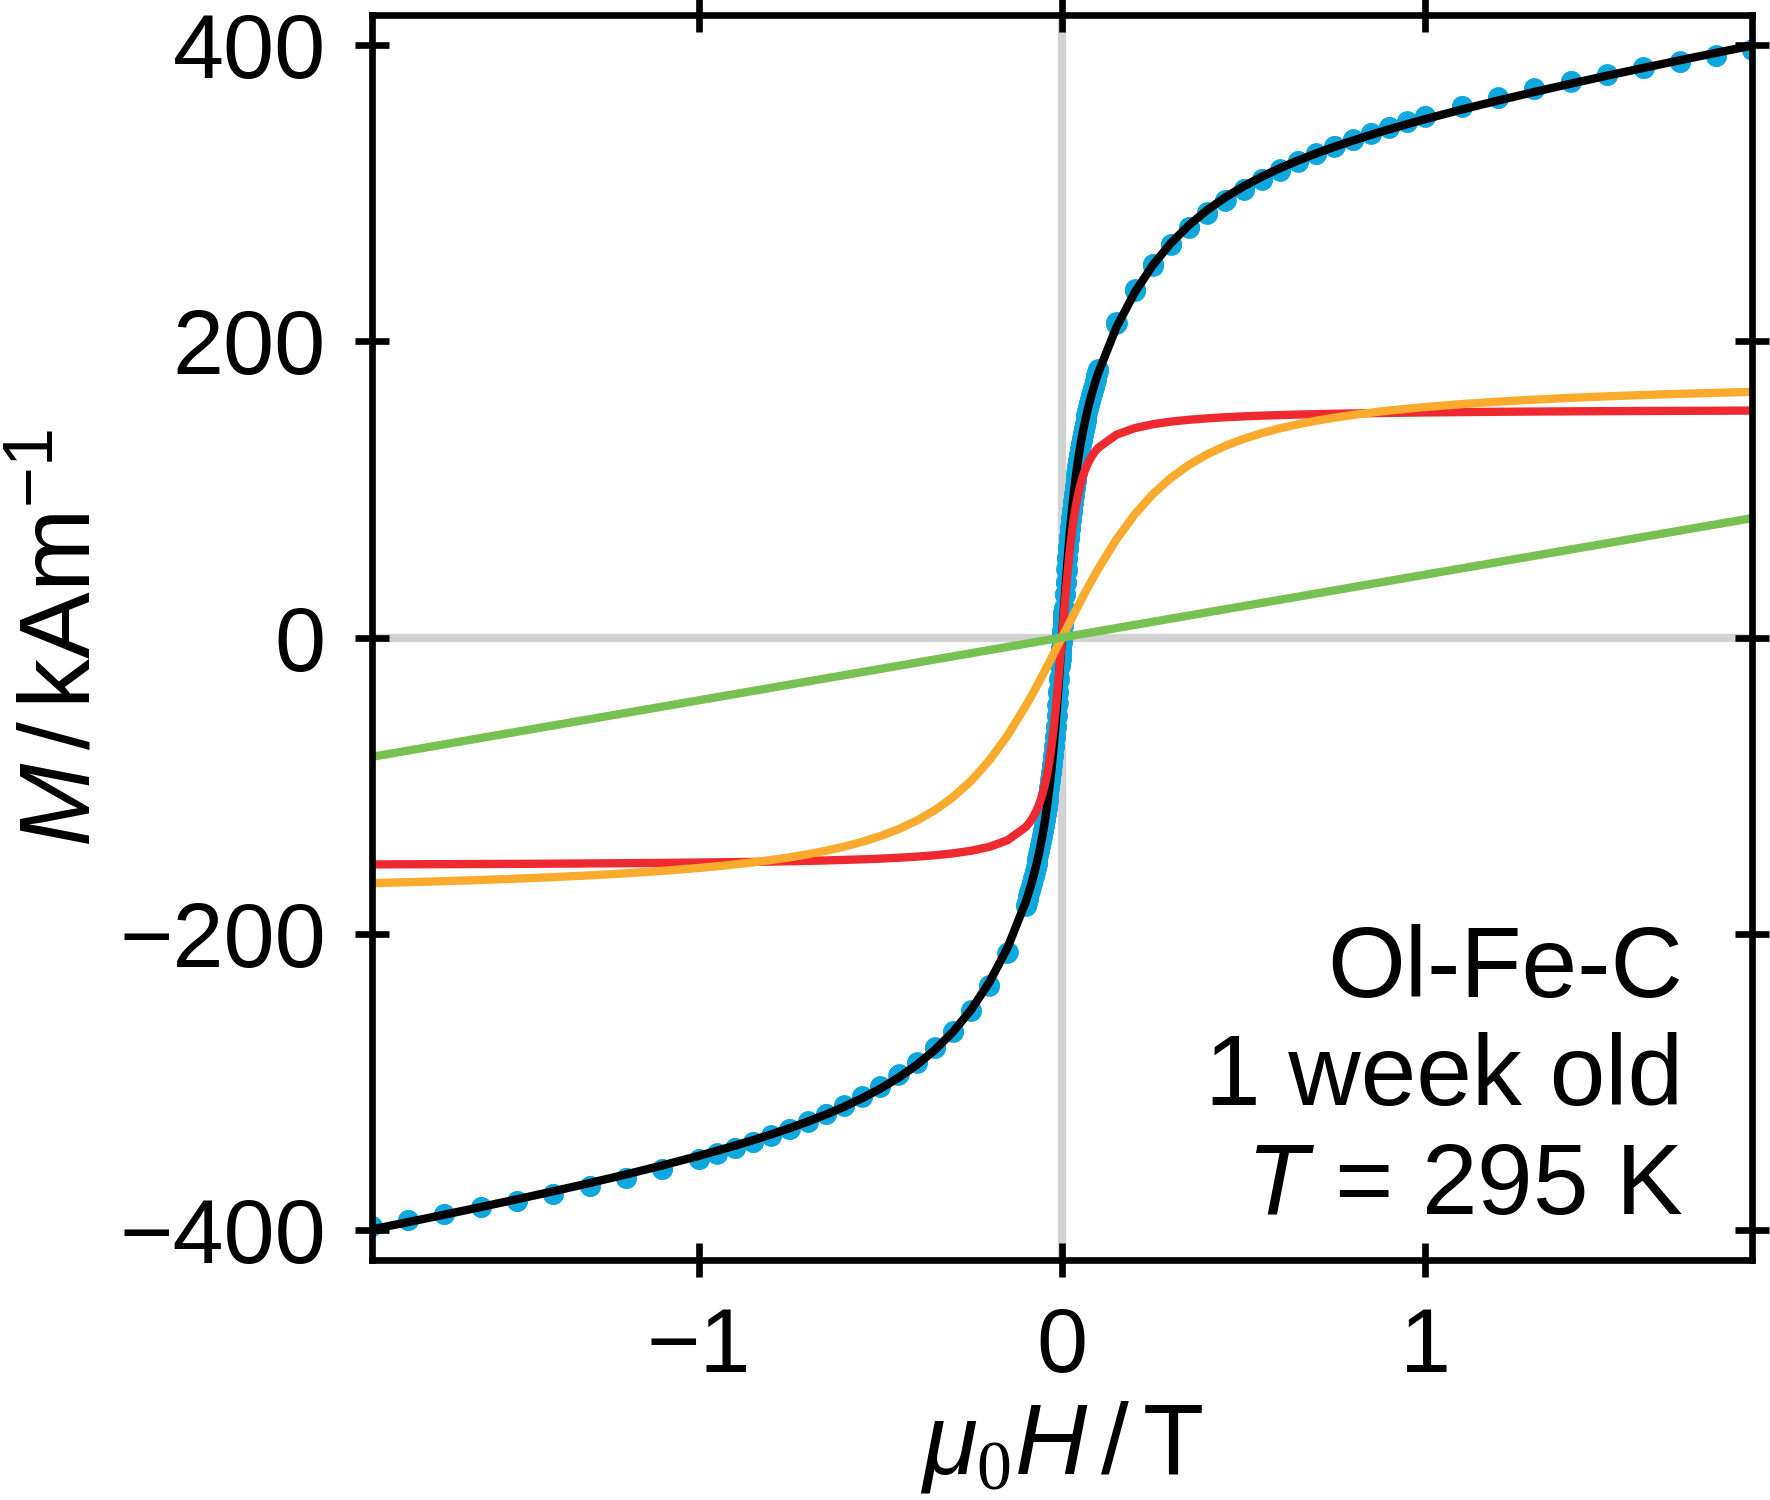 400
200
0
−200
−400
M / kAm⁻¹
Ol-Fe-C
1 week old
T = 295 K
−1 0 1
μ₀H / T